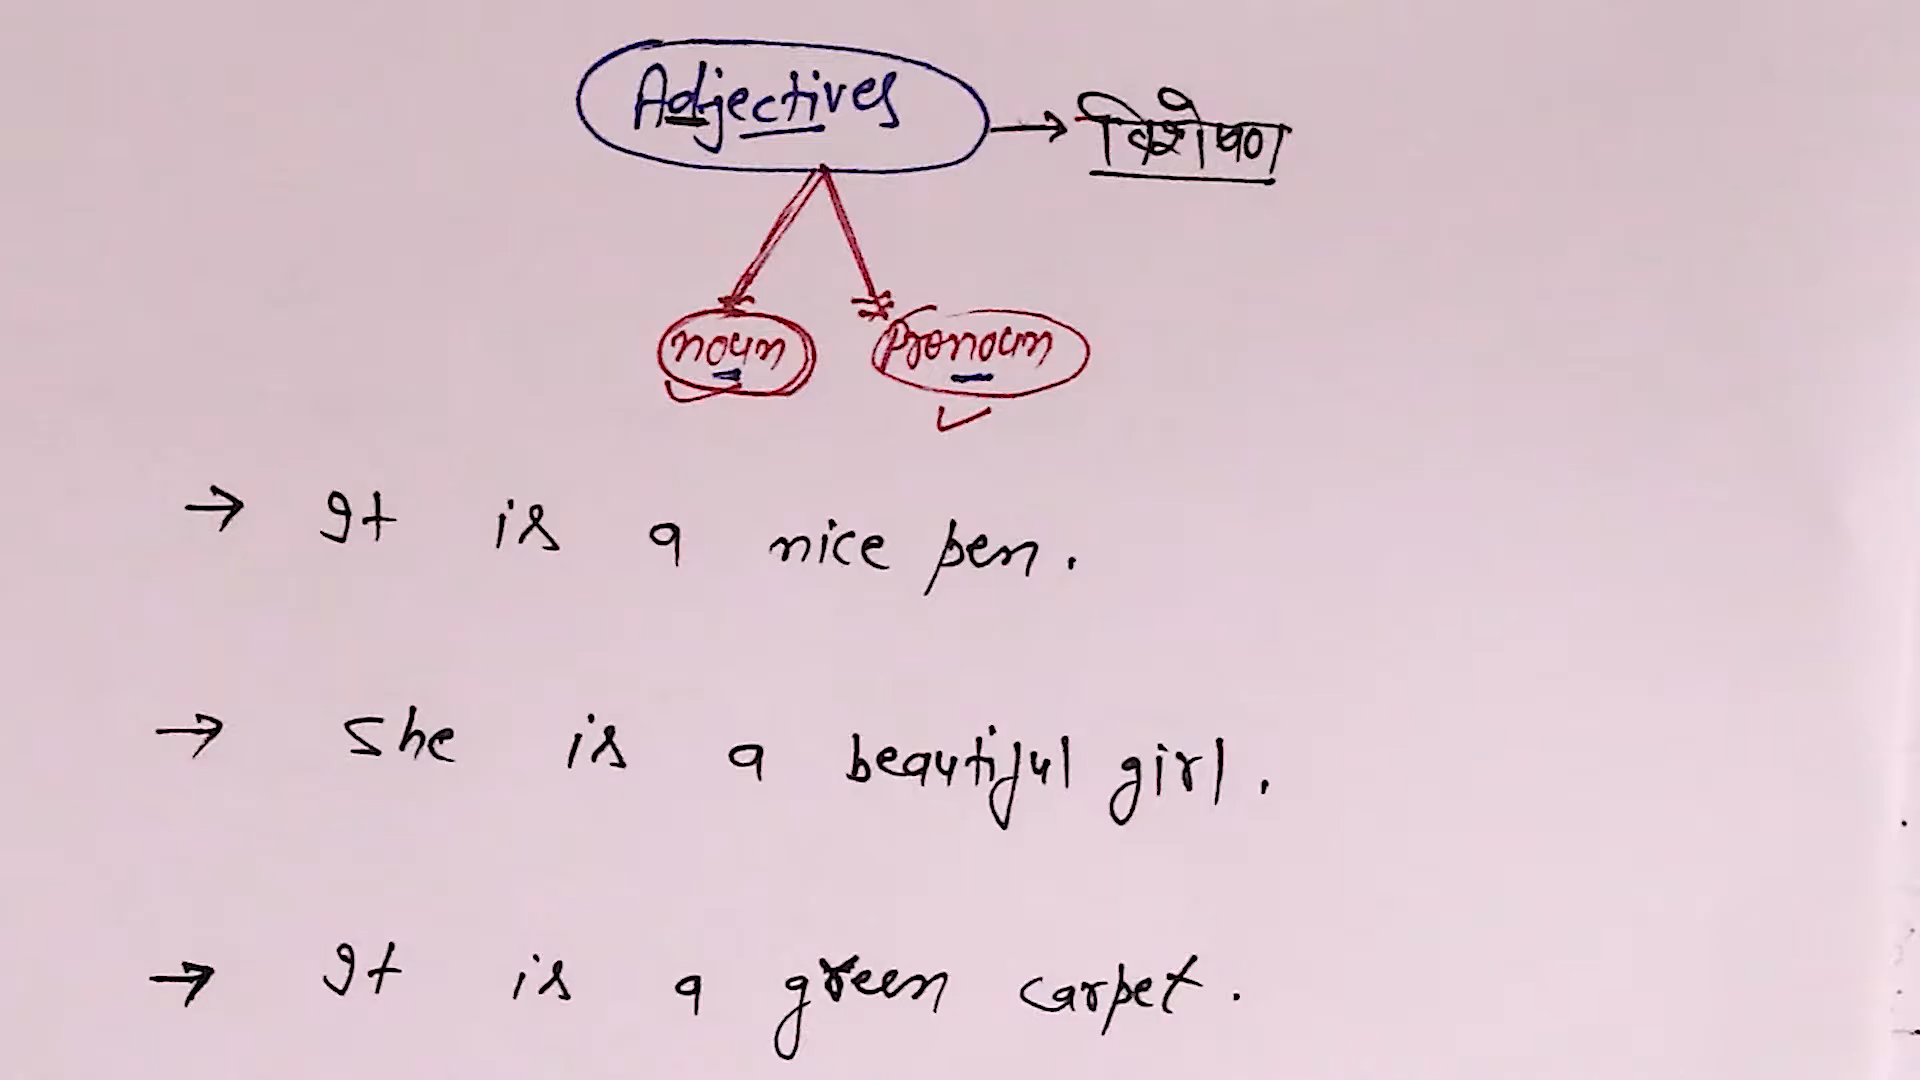 Adjectives → विशेषण
noun pronoun
→ It is a nice pen.
→ She is a beautiful girl.
→ It is a green carpet.